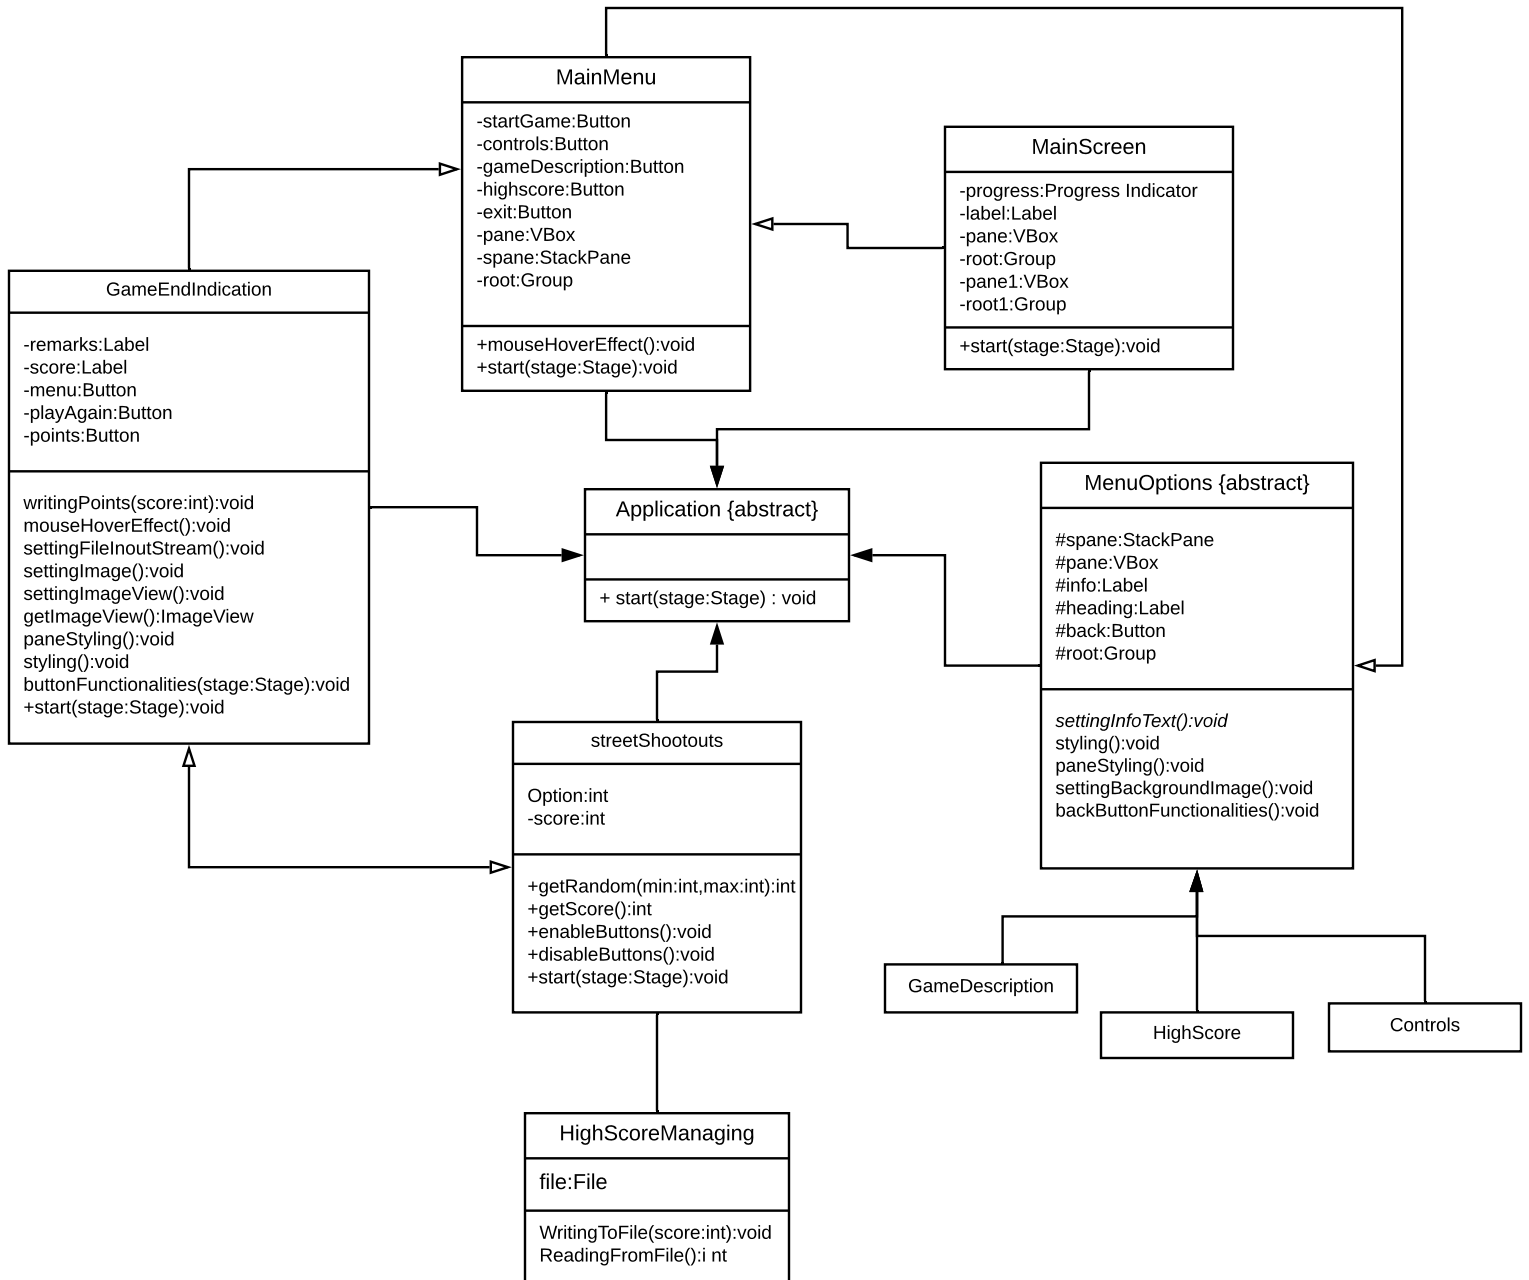 MainMenu
-startGame:Button
-controls:Button
-gameDescription:Button
-highscore:Button
-exit:Button
-pane:VBox
-spane:StackPane
-root:Group
+mouseHoverEffect():void
+start(stage:Stage):void
MainScreen
-progress:Progress Indicator
-label:Label
-pane:VBox
-root:Group
-pane1:VBox
-root1:Group
+start(stage:Stage):void
GameEndIndication
-remarks:Label
-score:Label
-menu:Button
-playAgain:Button
-points:Button
writingPoints(score:int):void
mouseHoverEffect():void
settingFileInoutStream():void
settingImage():void
settingImageView():void
getImageView():ImageView
paneStyling():void
styling():void
buttonFunctionalities(stage:Stage):void
+start(stage:Stage):void
Application {abstract}
+ start(stage:Stage) : void
MenuOptions {abstract}
#spane:StackPane
#pane:VBox
#info:Label
#heading:Label
#back:Button
#root:Group
settingInfoText():void
styling():void
paneStyling():void
settingBackgroundImage():void
backButtonFunctionalities():void
streetShootouts
Option:int
-score:int
+getRandom(min:int,max:int):int
+getScore():int
+enableButtons():void
+disableButtons():void
+start(stage:Stage):void
GameDescription
HighScore
Controls
HighScoreManaging
file:File
WritingToFile(score:int):void
ReadingFromFile():i nt